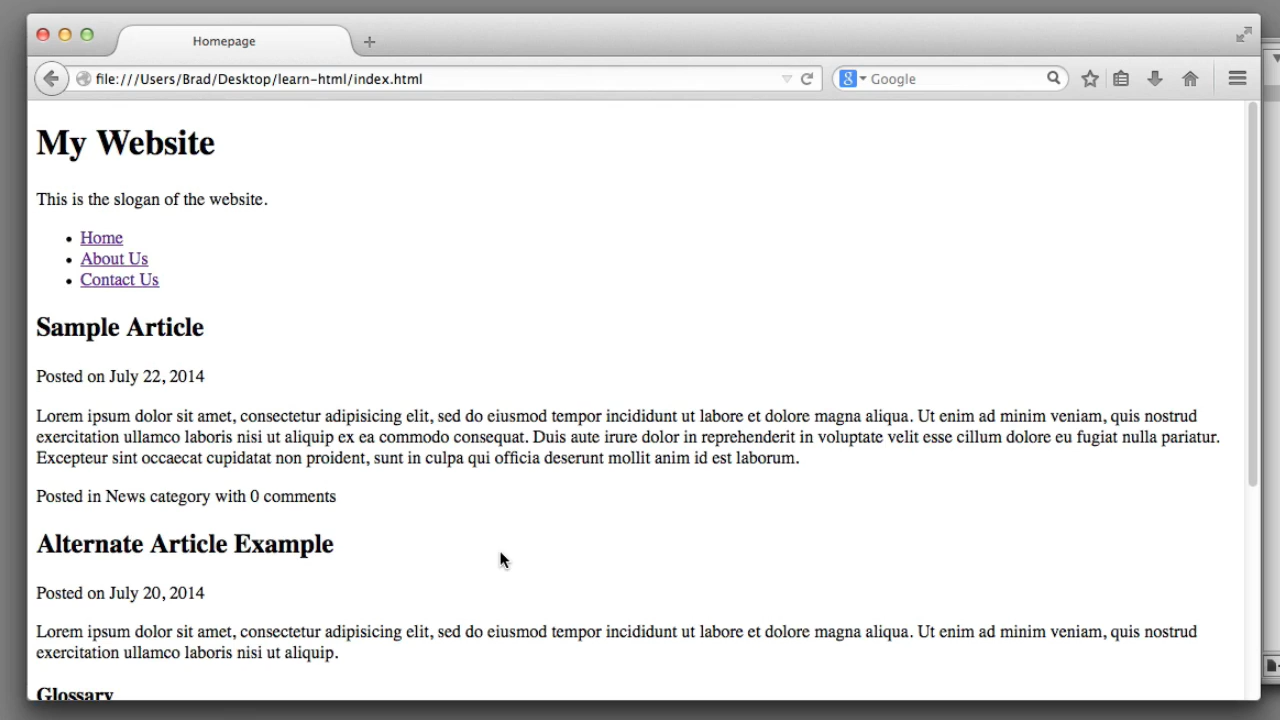 Homepage
file:///Users/Brad/Desktop/learn-html/index.html
8 Google
My Website
This is the slogan of the website.
• Home
• About Us
• Contact Us
Sample Article
Posted on July 22, 2014
Lorem ipsum dolor sit amet, consectetur adipisicing elit, sed do eiusmod tempor incididunt ut labore et dolore magna aliqua. Ut enim ad minim veniam, quis nostrud
exercitation ullamco laboris nisi ut aliquip ex ea commodo consequat. Duis aute irure dolor in reprehenderit in voluptate velit esse cillum dolore eu fugiat nulla pariatur.
Excepteur sint occaecat cupidatat non proident, sunt in culpa qui officia deserunt mollit anim id est laborum.
Posted in News category with 0 comments
Alternate Article Example
Posted on July 20, 2014
Lorem ipsum dolor sit amet, consectetur adipisicing elit, sed do eiusmod tempor incididunt ut labore et dolore magna aliqua. Ut enim ad minim veniam, quis nostrud
exercitation ullamco laboris nisi ut aliquip.
Glossary